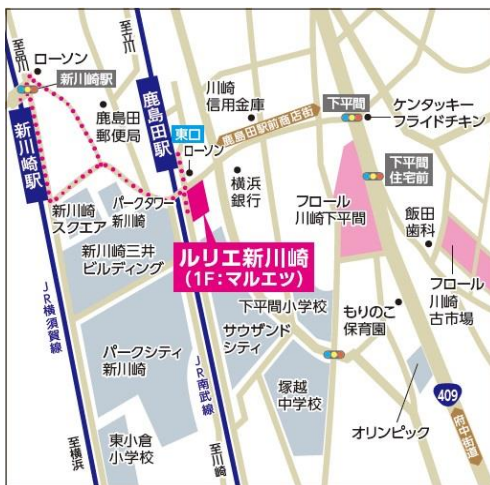 至品川
ローソン
新川崎駅
新川崎駅
鹿島田
郵便局
至立川
鹿島田駅
東口
ローソン
川崎
信用金庫
鹿島田駅前商店街
下平間
ケンタッキー
フライドチキン
下平間
住宅前
横浜
銀行
フロール
川崎下平間
飯田
歯科
フロール
川崎
古市場
新川崎
スクエア
パークタワー
新川崎
新川崎三井
ビルディング
ルリエ新川崎
(1F:マルエツ)
下平間小学校
もりのこ
保育園
サウザンド
シティ
JR横須賀線
パークシティ
新川崎
JR南武線
塚越
中学校
オリンピック
409
府中街道
至横浜
東小倉
小学校
至川崎